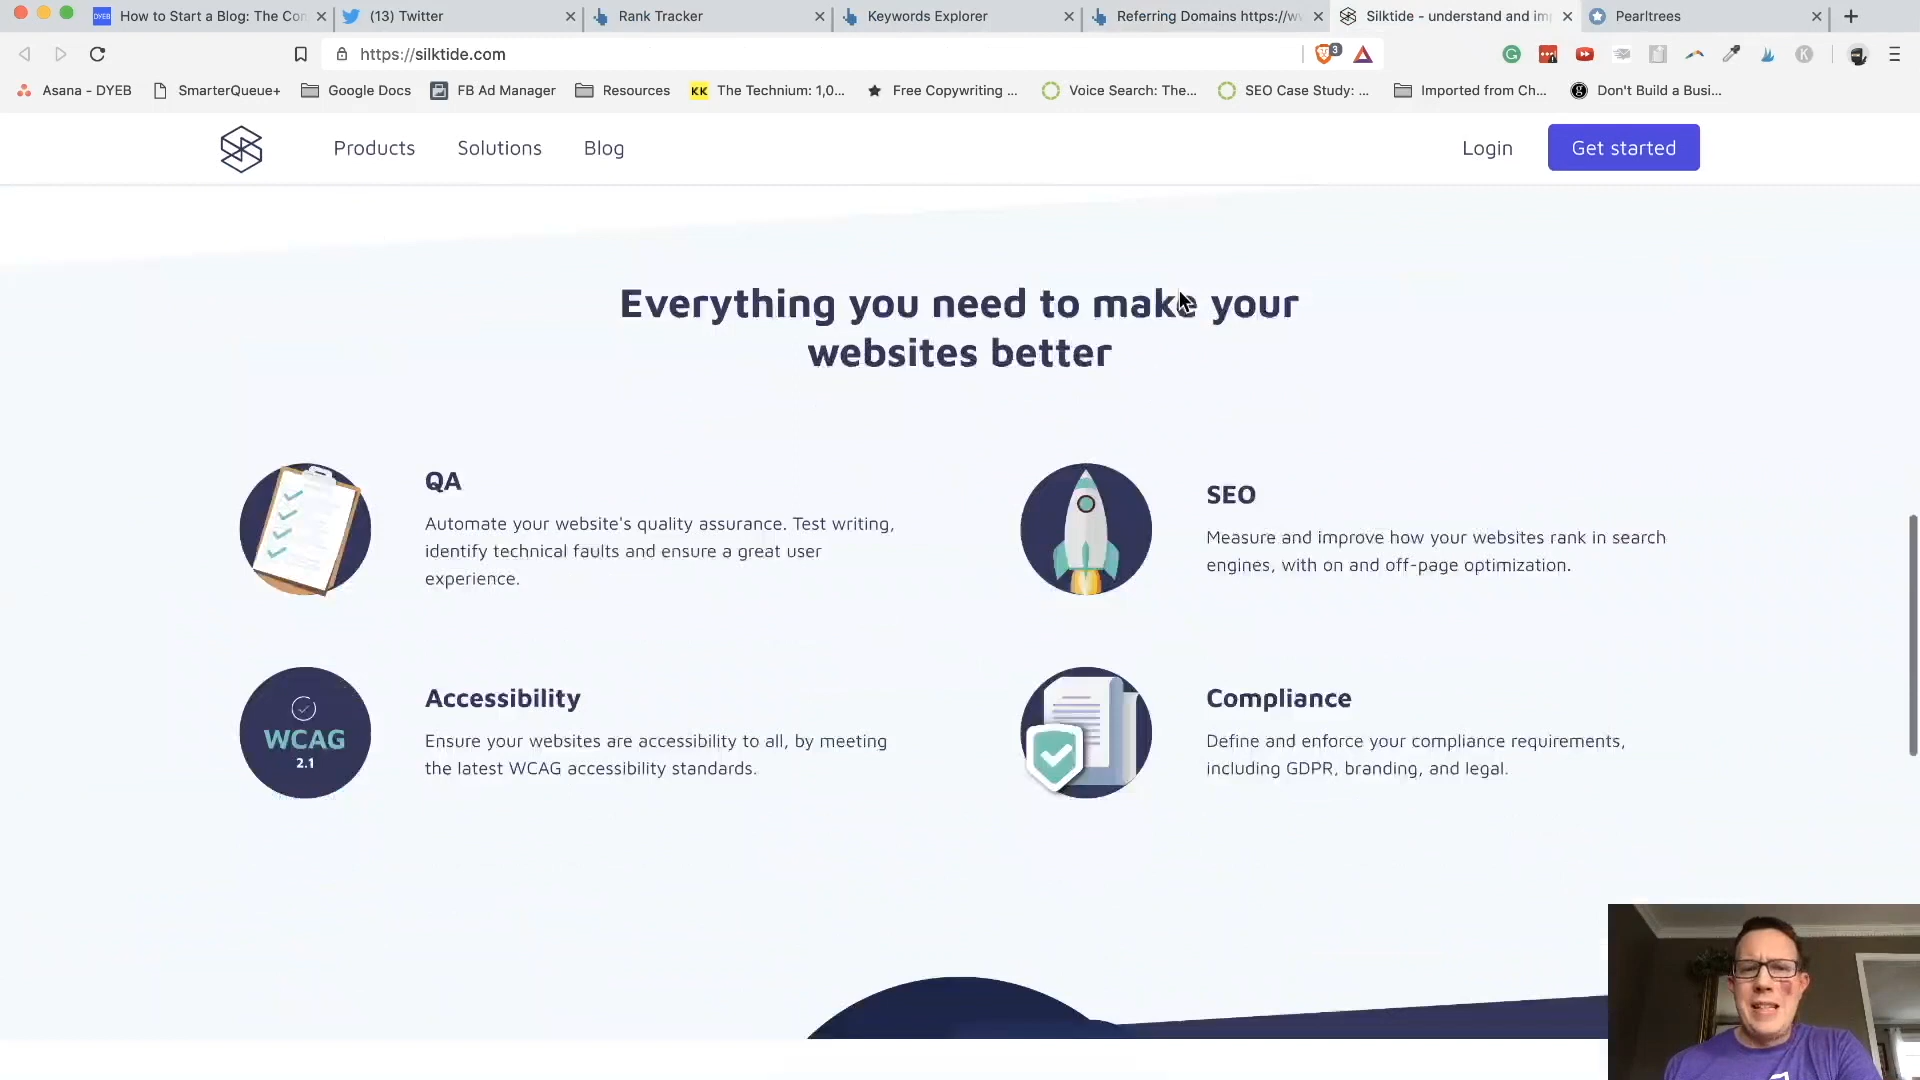 DYEB How to Start a Blog: The Con
(13) Twitter
Rank Tracker
Keywords Explorer
Referring Domains https://w
Silktide - understand and im
Pearltrees
https://silktide.com
3
Asana - DYEB
SmarterQueue+
Google Docs
FB Ad Manager
Resources
KK The Technium: 1,0...
Free Copywriting ...
Voice Search: The...
SEO Case Study: ...
Imported from Ch...
Don't Build a Busi...
Products
Solutions
Blog
Login
Get started
Everything you need to make your
websites better
QA
Automate your website's quality assurance. Test writing,
identify technical faults and ensure a great user
experience.
SEO
Measure and improve how your websites rank in search
engines, with on and off-page optimization.
WCAG
2.1
Accessibility
Ensure your websites are accessibility to all, by meeting
the latest WCAG accessibility standards.
Compliance
Define and enforce your compliance requirements,
including GDPR, branding, and legal.